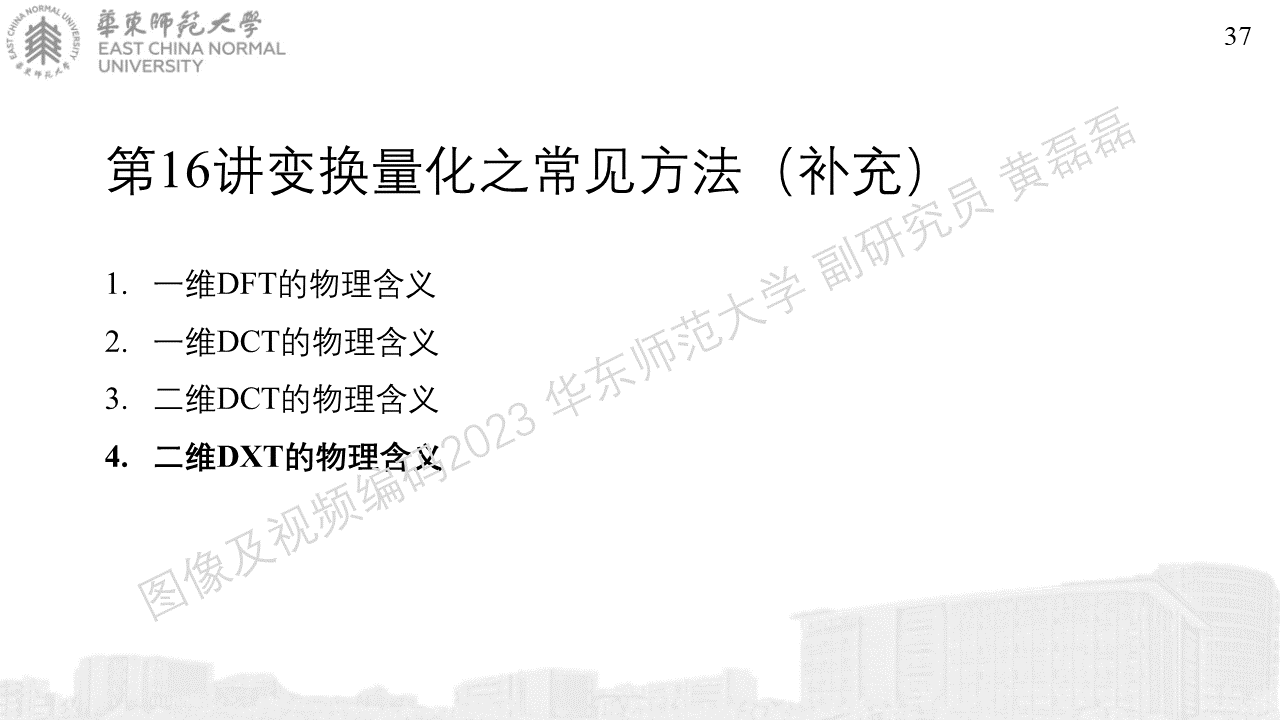 EAST CHINA NORMAL UNIVERSITY
華東師范大學
華東師范大學
EAST CHINA NORMAL
UNIVERSITY
37
第16讲变换量化之常见方法（补充）
1. 一维DFT的物理含义
2. 一维DCT的物理含义
3. 二维DCT的物理含义
4. 二维DXT的物理含义
图像及视频编码2023 华东师范大学 副研究员 黄磊磊